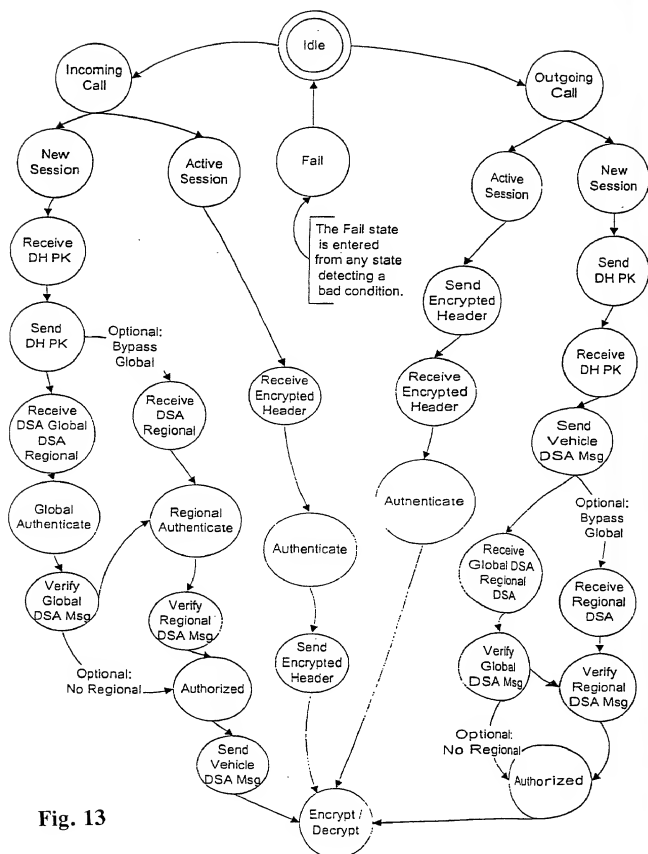 Idle
Incoming
Call
Outgoing
Call
New
Session
Active
Session
Fail
Active
Session
New
Session
The Fail state
is entered
from any state
detecting a
bad condition.
Receive
DH PK
Send
DH PK
Optional:
Bypass
Global
Receive
DSA Global
DSA
Regional
Receive
DSA
Regional
Global
Authenticate
Regional
Authenticate
Verify
Global
DSA Msg
Verify
Regional
DSA Msg
Optional:
No Regional
Authorized
Send
Vehicle
DSA Msg
Receive
Encrypted
Header
Authenticate
Send
Encrypted
Header
Send
Encrypted
Header
Receive
Encrypted
Header
Authenticate
Send
DH PK
Receive
DH PK
Send
Vehicle
DSA Msg
Optional:
Bypass
Global
Receive
Global DSA
Regional
DSA
Receive
Regional
DSA
Verify
Global
DSA Msg
Verify
Regional
DSA Msg
Optional:
No Regional
Authorized
Encrypt /
Decrypt
Fig. 13